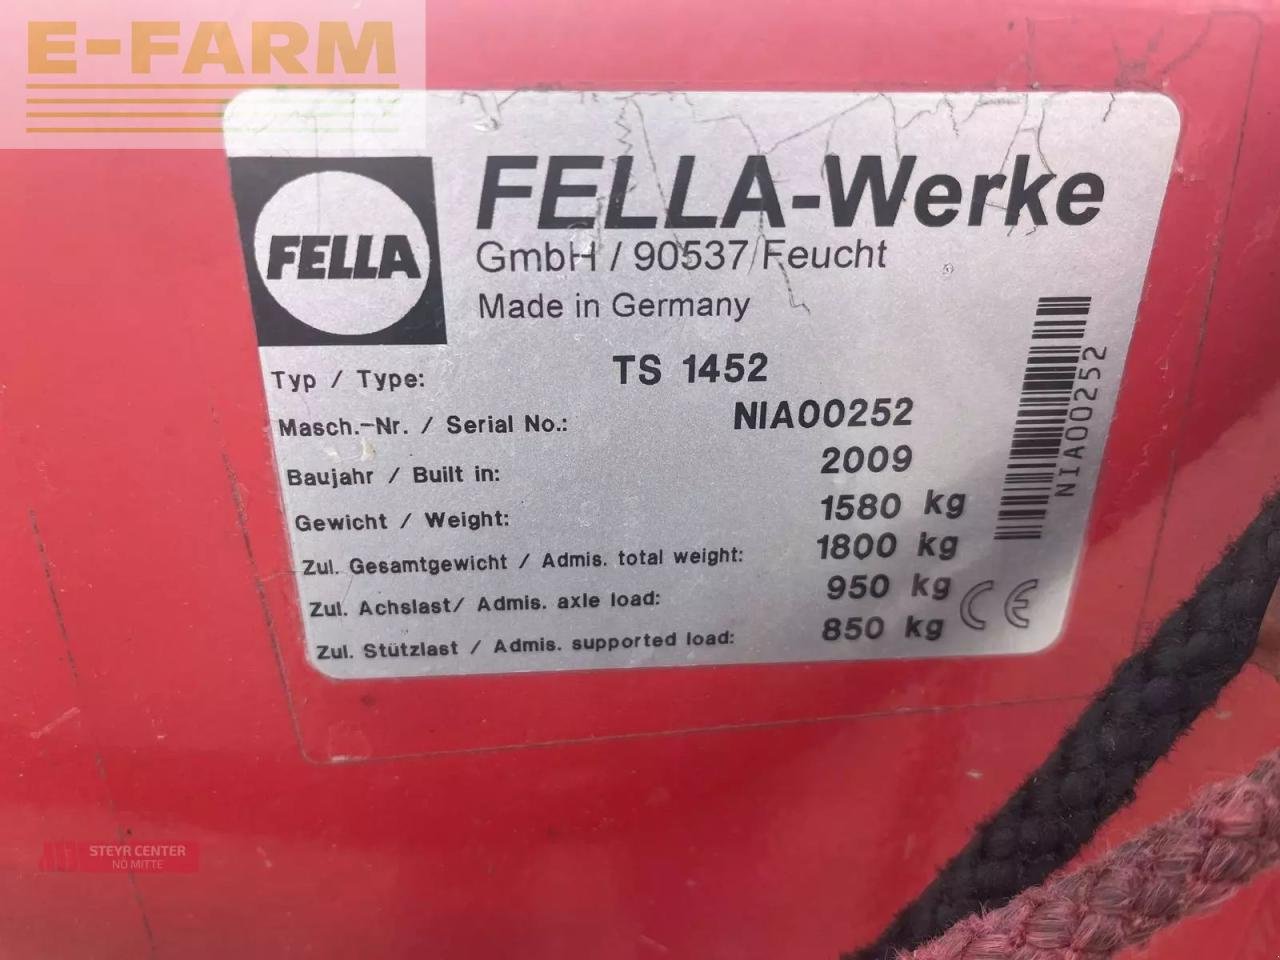 E-FARM
FELLA
FELLA-Werke
GmbH / 90537 Feucht
Made in Germany
Typ / Type: TS 1452
Masch.-Nr. / Serial No.: NIA00252
Baujahr / Built in: 2009
Gewicht / Weight: 1580 kg
Zul. Gesamtgewicht / Admis. total weight: 1800 kg
Zul. Achslast/ Admis. axle load: 950 kg
Zul. Stützlast / Admis. supported load: 850 kg
CE
NIA00252
STEYR CENTER
NÖ MITTE